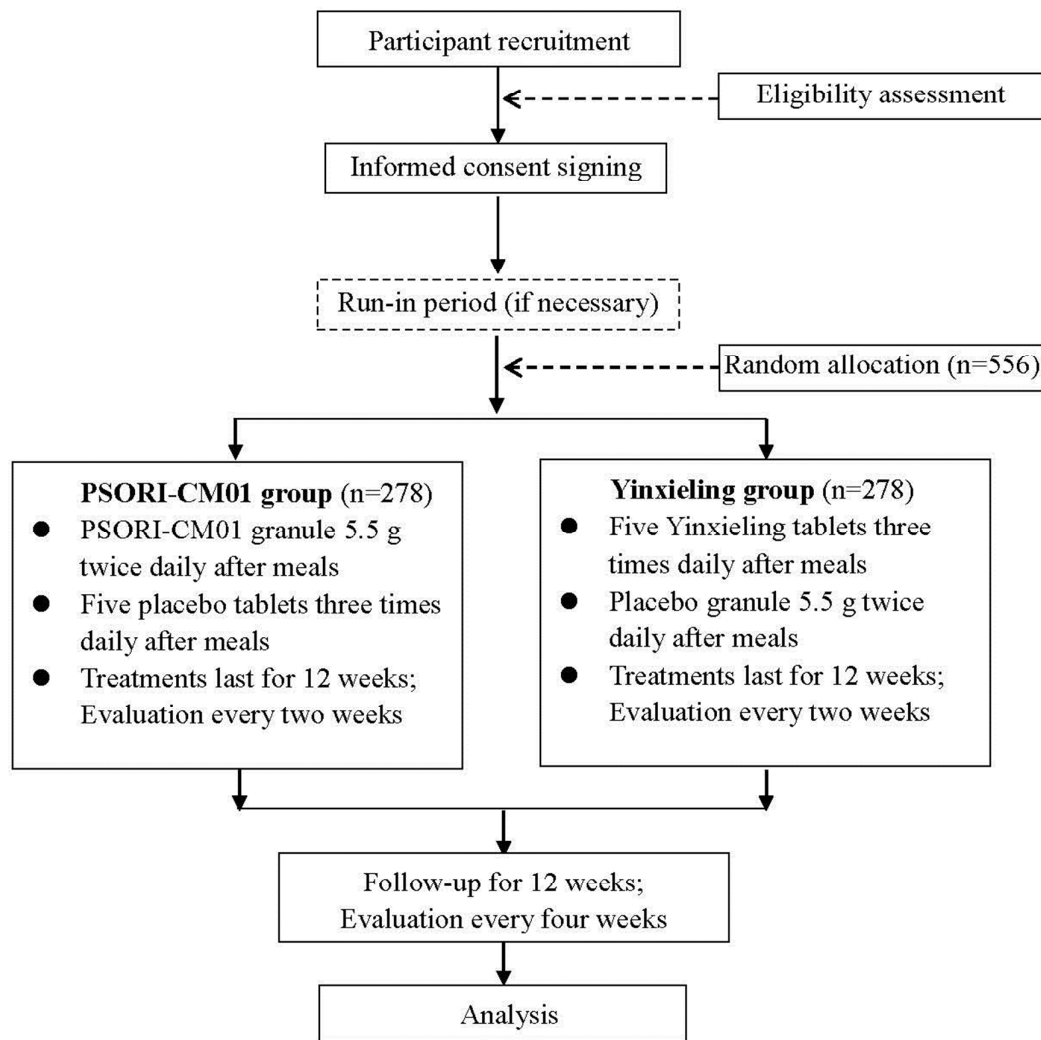 Participant recruitment
Eligibility assessment
Informed consent signing
Run-in period (if necessary)
Random allocation (n=556)
PSORI-CM01 group (n=278)
● PSORI-CM01 granule 5.5 g
twice daily after meals
● Five placebo tablets three times
daily after meals
● Treatments last for 12 weeks;
Evaluation every two weeks
Yinxieling group (n=278)
● Five Yinxieling tablets three
times daily after meals
● Placebo granule 5.5 g twice
daily after meals
● Treatments last for 12 weeks;
Evaluation every two weeks
Follow-up for 12 weeks;
Evaluation every four weeks
Analysis